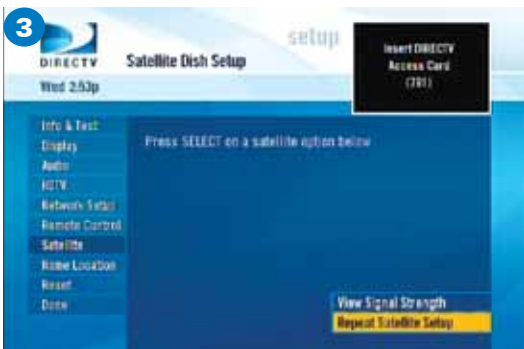 3
setup
DIRECTV
Satellite Dish Setup
Insert DIRECTV
Access Card
(781)
Wed 2:53p
Info & Test
Display
Audio
HDTV
Network Setup
Remote Control
Satellite
Name Location
Reset
Done
Press SELECT on a satellite option below
View Signal Strength
Repeat Satellite Setup